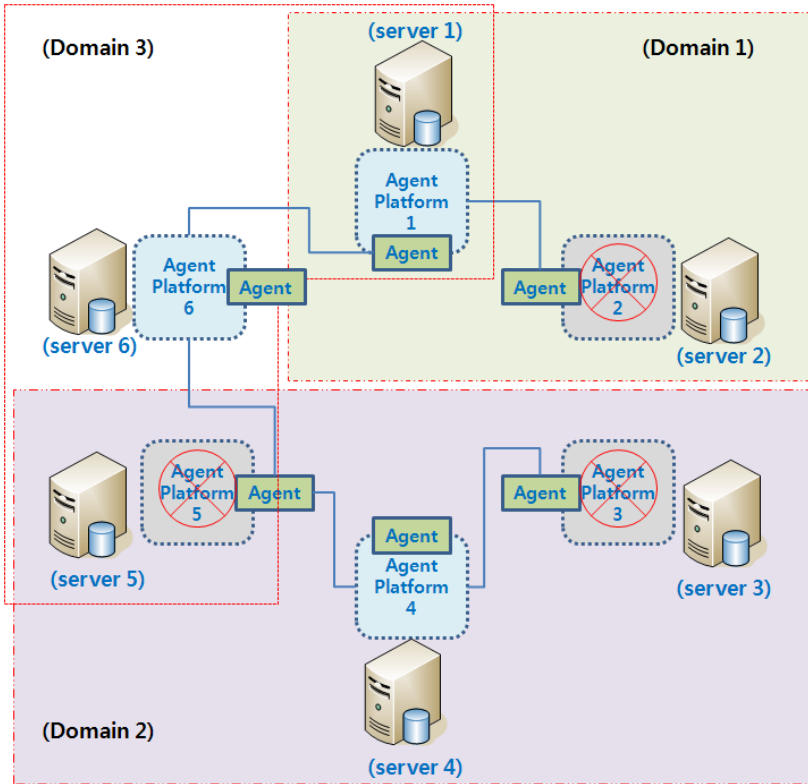 (server 1)
(Domain 3)
(Domain 1)
Agent
Platform
1
Agent
Agent
Platform
6
Agent
(server 6)
Agent
Agent
Platform
2
(server 2)
Agent
Platform
5
Agent
(server 5)
Agent
Agent
Platform
4
Agent
Agent
Platform
3
(server 3)
(Domain 2)
(server 4)